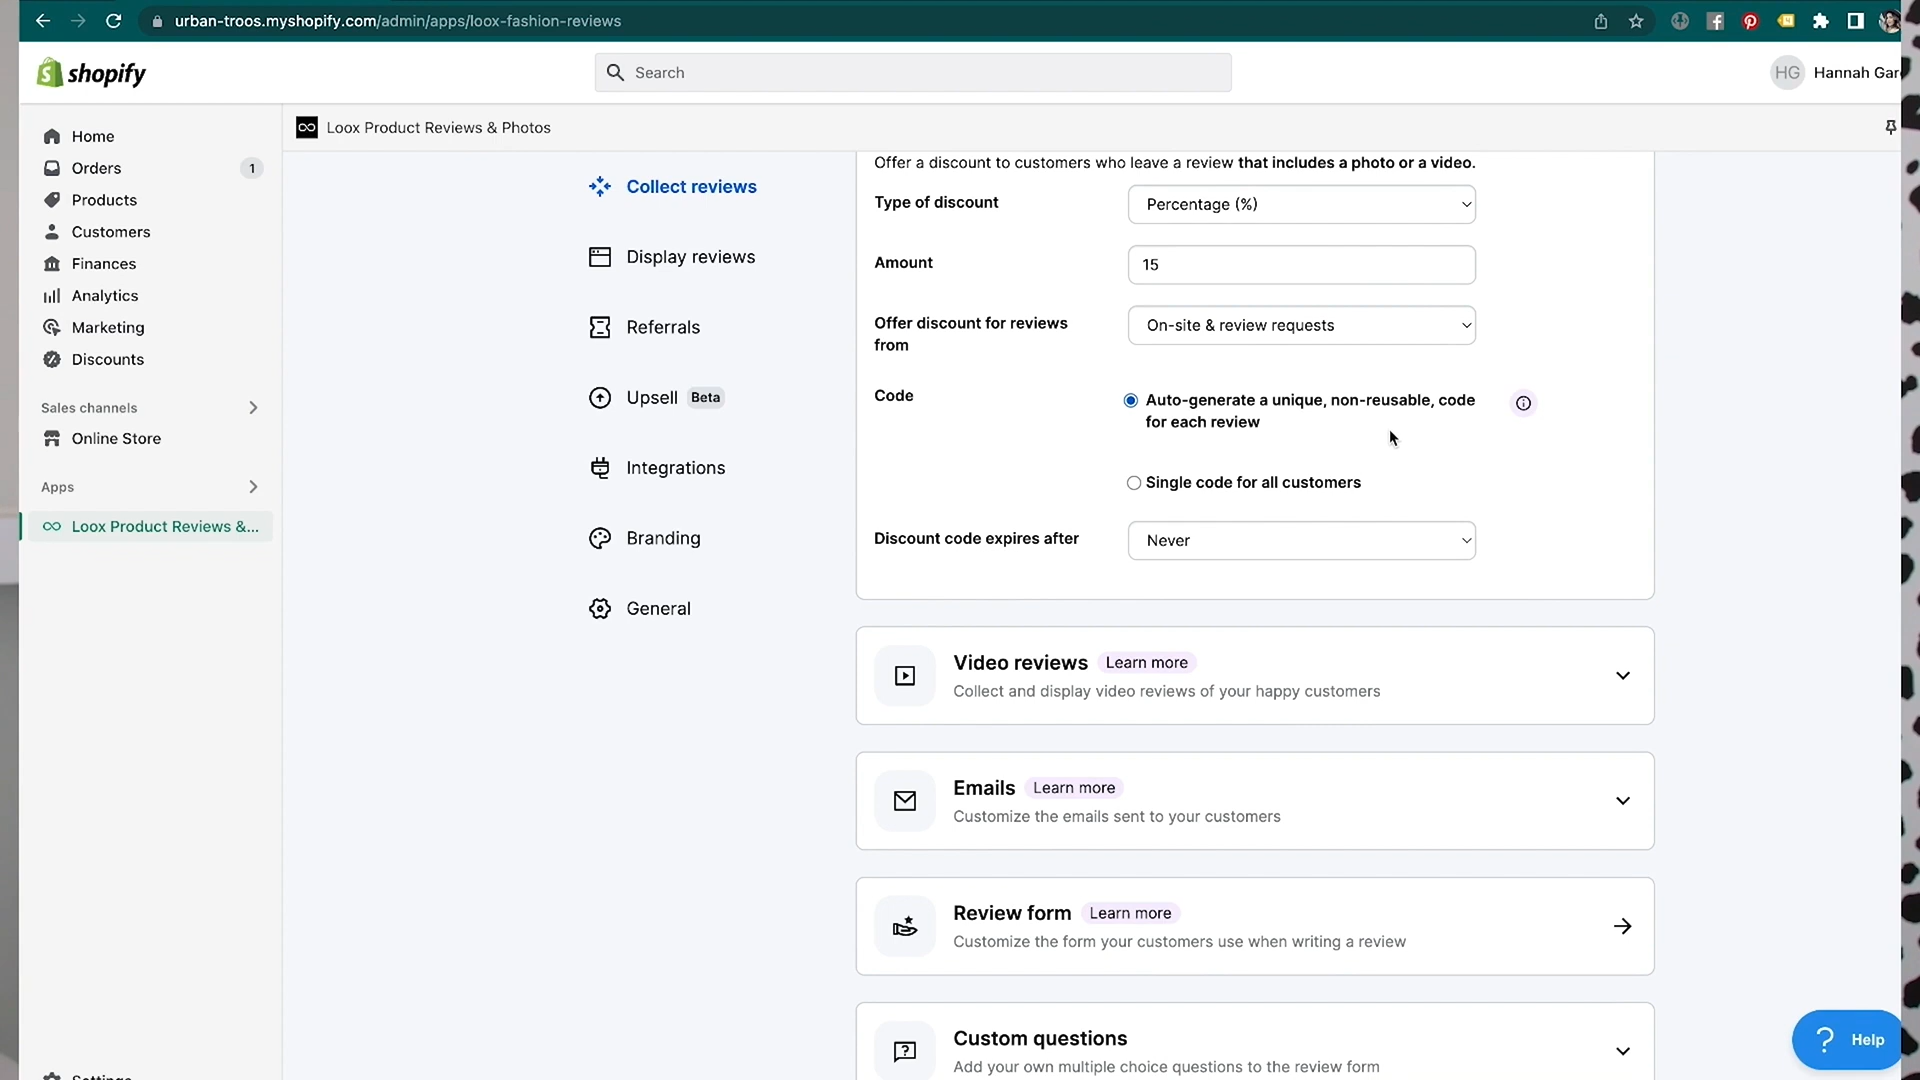 urban-troos.myshopify.com/admin/apps/loox-fashion-reviews
shopify
Search
HG
Hannah Gar
Home
Orders
1
Products
Customers
Finances
Analytics
Marketing
Discounts
Sales channels
Online Store
Apps
Loox Product Reviews &...
Settings
Loox Product Reviews & Photos
Collect reviews
Display reviews
Referrals
Upsell Beta
Integrations
Branding
General
Offer a discount to customers who leave a review that includes a photo or a video.
Type of discount
Percentage (%)
Amount
15
Offer discount for reviews
from
On-site & review requests
Code
Auto-generate a unique, non-reusable, code
for each review
Single code for all customers
Discount code expires after
Never
Video reviews Learn more
Collect and display video reviews of your happy customers
Emails Learn more
Customize the emails sent to your customers
Review form Learn more
Customize the form your customers use when writing a review
Custom questions
Add your own multiple choice questions to the review form
? Help